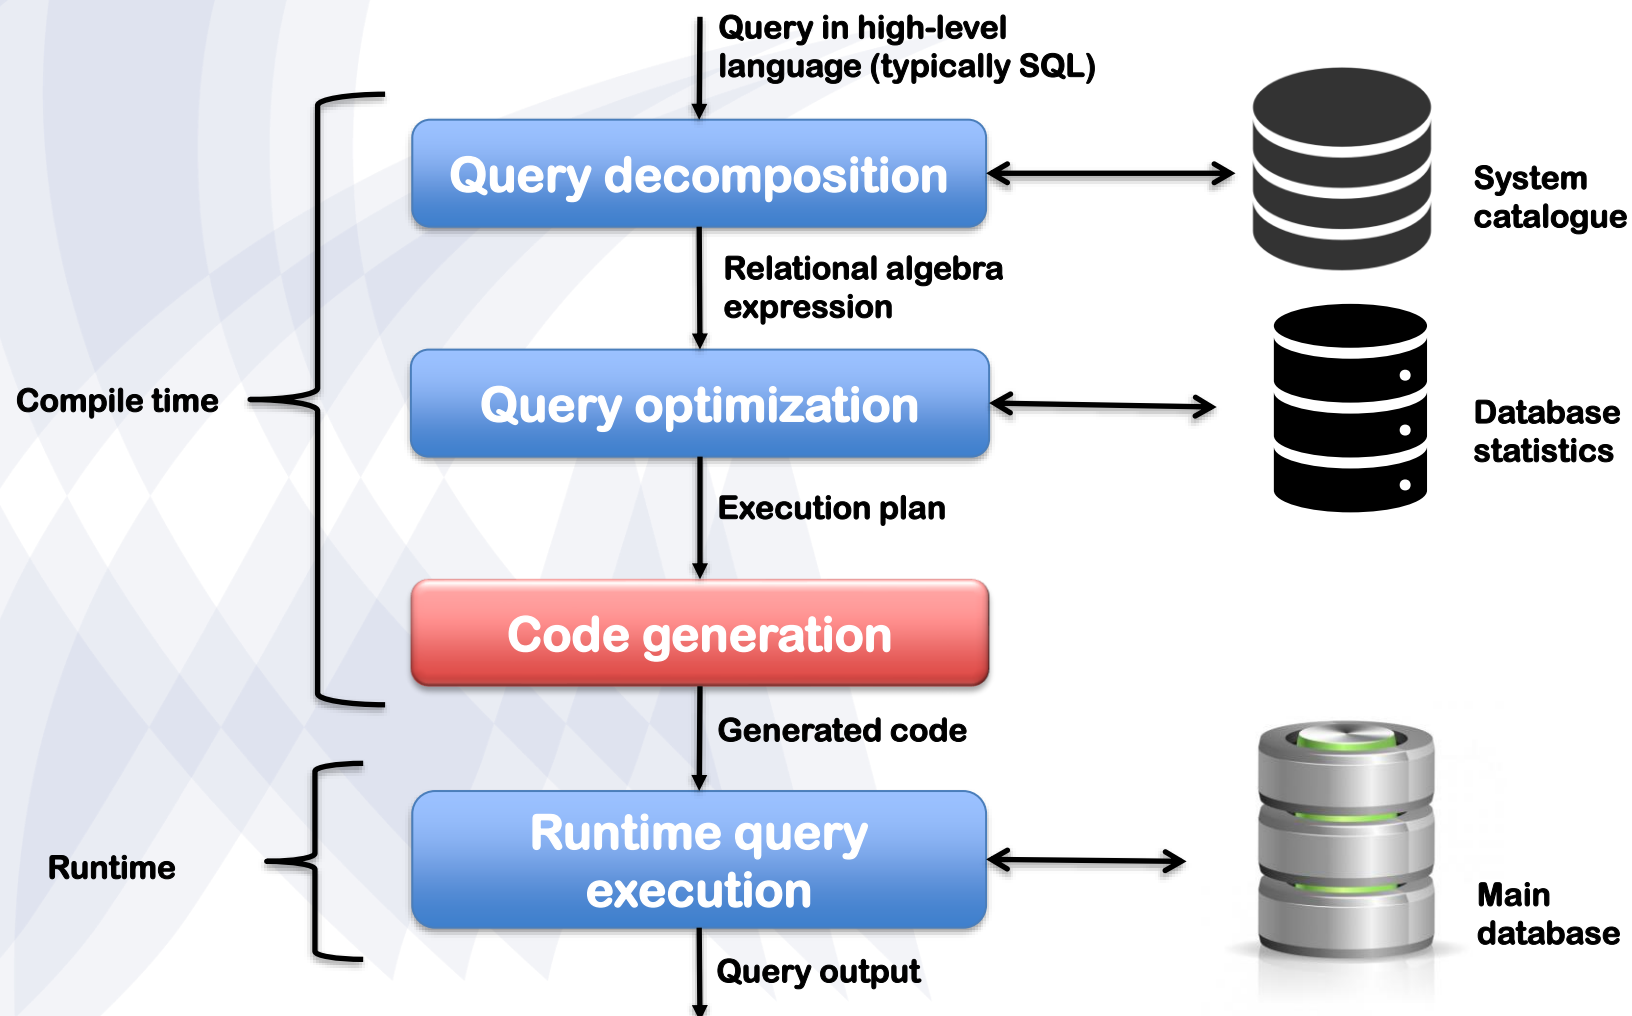 Query in high-level
language (typically SQL)
Query decomposition
System
catalogue
Relational algebra
expression
Compile time
Query optimization
Database
statistics
Execution plan
Code generation
Generated code
Runtime query
execution
Runtime
Main
database
Query output